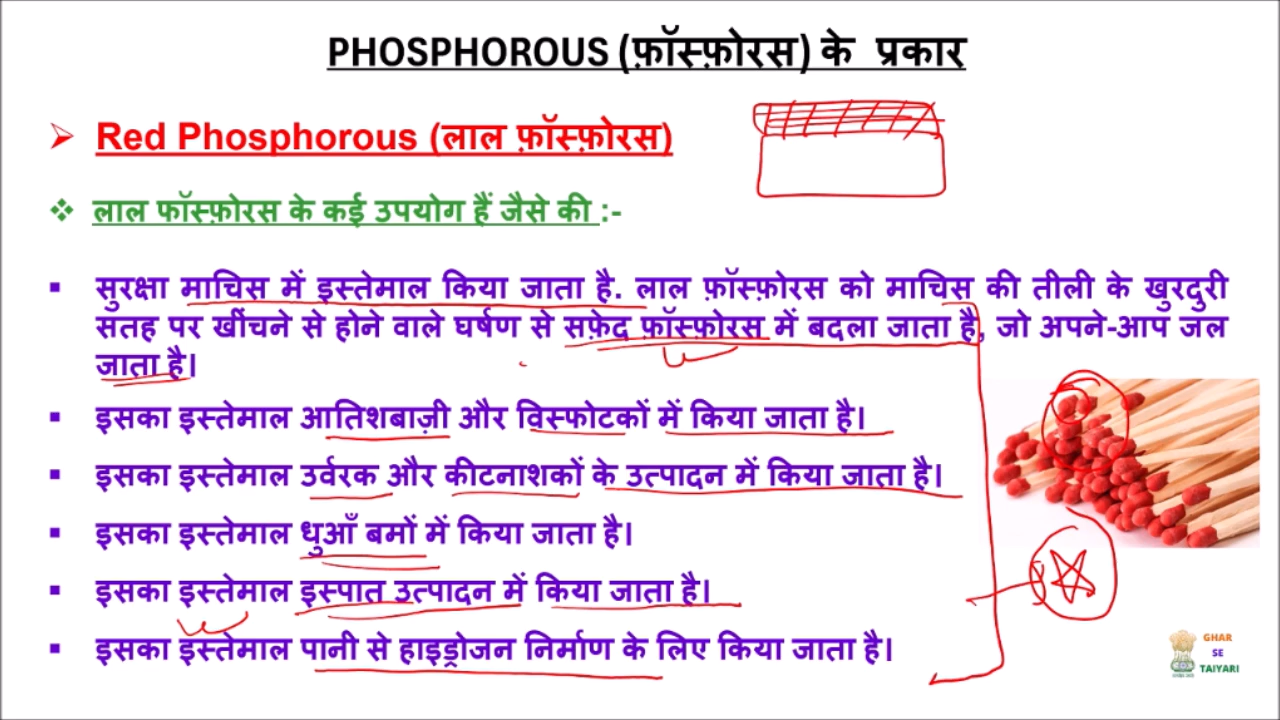 PHOSPHOROUS (फ़ॉस्फ़ोरस) के प्रकार
➢ Red Phosphorous (लाल फ़ॉस्फ़ोरस)
❖ लाल फॉस्फ़ोरस के कई उपयोग हैं जैसे की :-
▪ सुरक्षा माचिस में इस्तेमाल किया जाता है. लाल फ़ॉस्फ़ोरस को माचिस की तीली के खुरदुरी
सतह पर खींचने से होने वाले घर्षण से सफ़ेद फ़ॉस्फ़ोरस में बदला जाता है, जो अपने-आप जल
जाता है।
▪ इसका इस्तेमाल आतिशबाज़ी और विस्फोटकों में किया जाता है।
▪ इसका इस्तेमाल उर्वरक और कीटनाशकों के उत्पादन में किया जाता है।
▪ इसका इस्तेमाल धुआँ बमों में किया जाता है।
▪ इसका इस्तेमाल इस्पात उत्पादन में किया जाता है।
▪ इसका इस्तेमाल पानी से हाइड्रोजन निर्माण के लिए किया जाता है।
GHAR
SE
TAIYARI